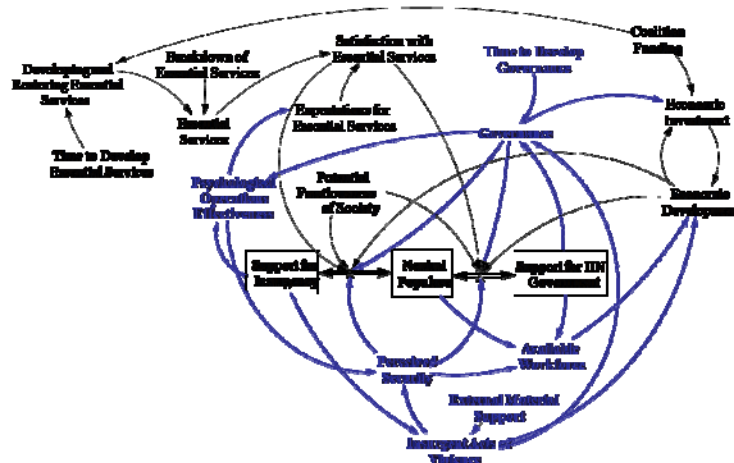 Coalition
Funding
Satisfaction with
Essential Services
Breakdown of
Essential Services
Time to Develop
Governance
Developing and
Restoring Essential
Services
Expectations for
Essential Services
Economic
Investment
Essential
Services
Governance
Time to Develop
Essential Services
Psychological
Operations
Effectiveness
Potential
of Society
Economic
Development
Support for
Insurgency
Neutral
Populace
Support for HN
Government
Available
Workforce
Perceived
Security
External Material
Support
Insurgent Acts of
Violence